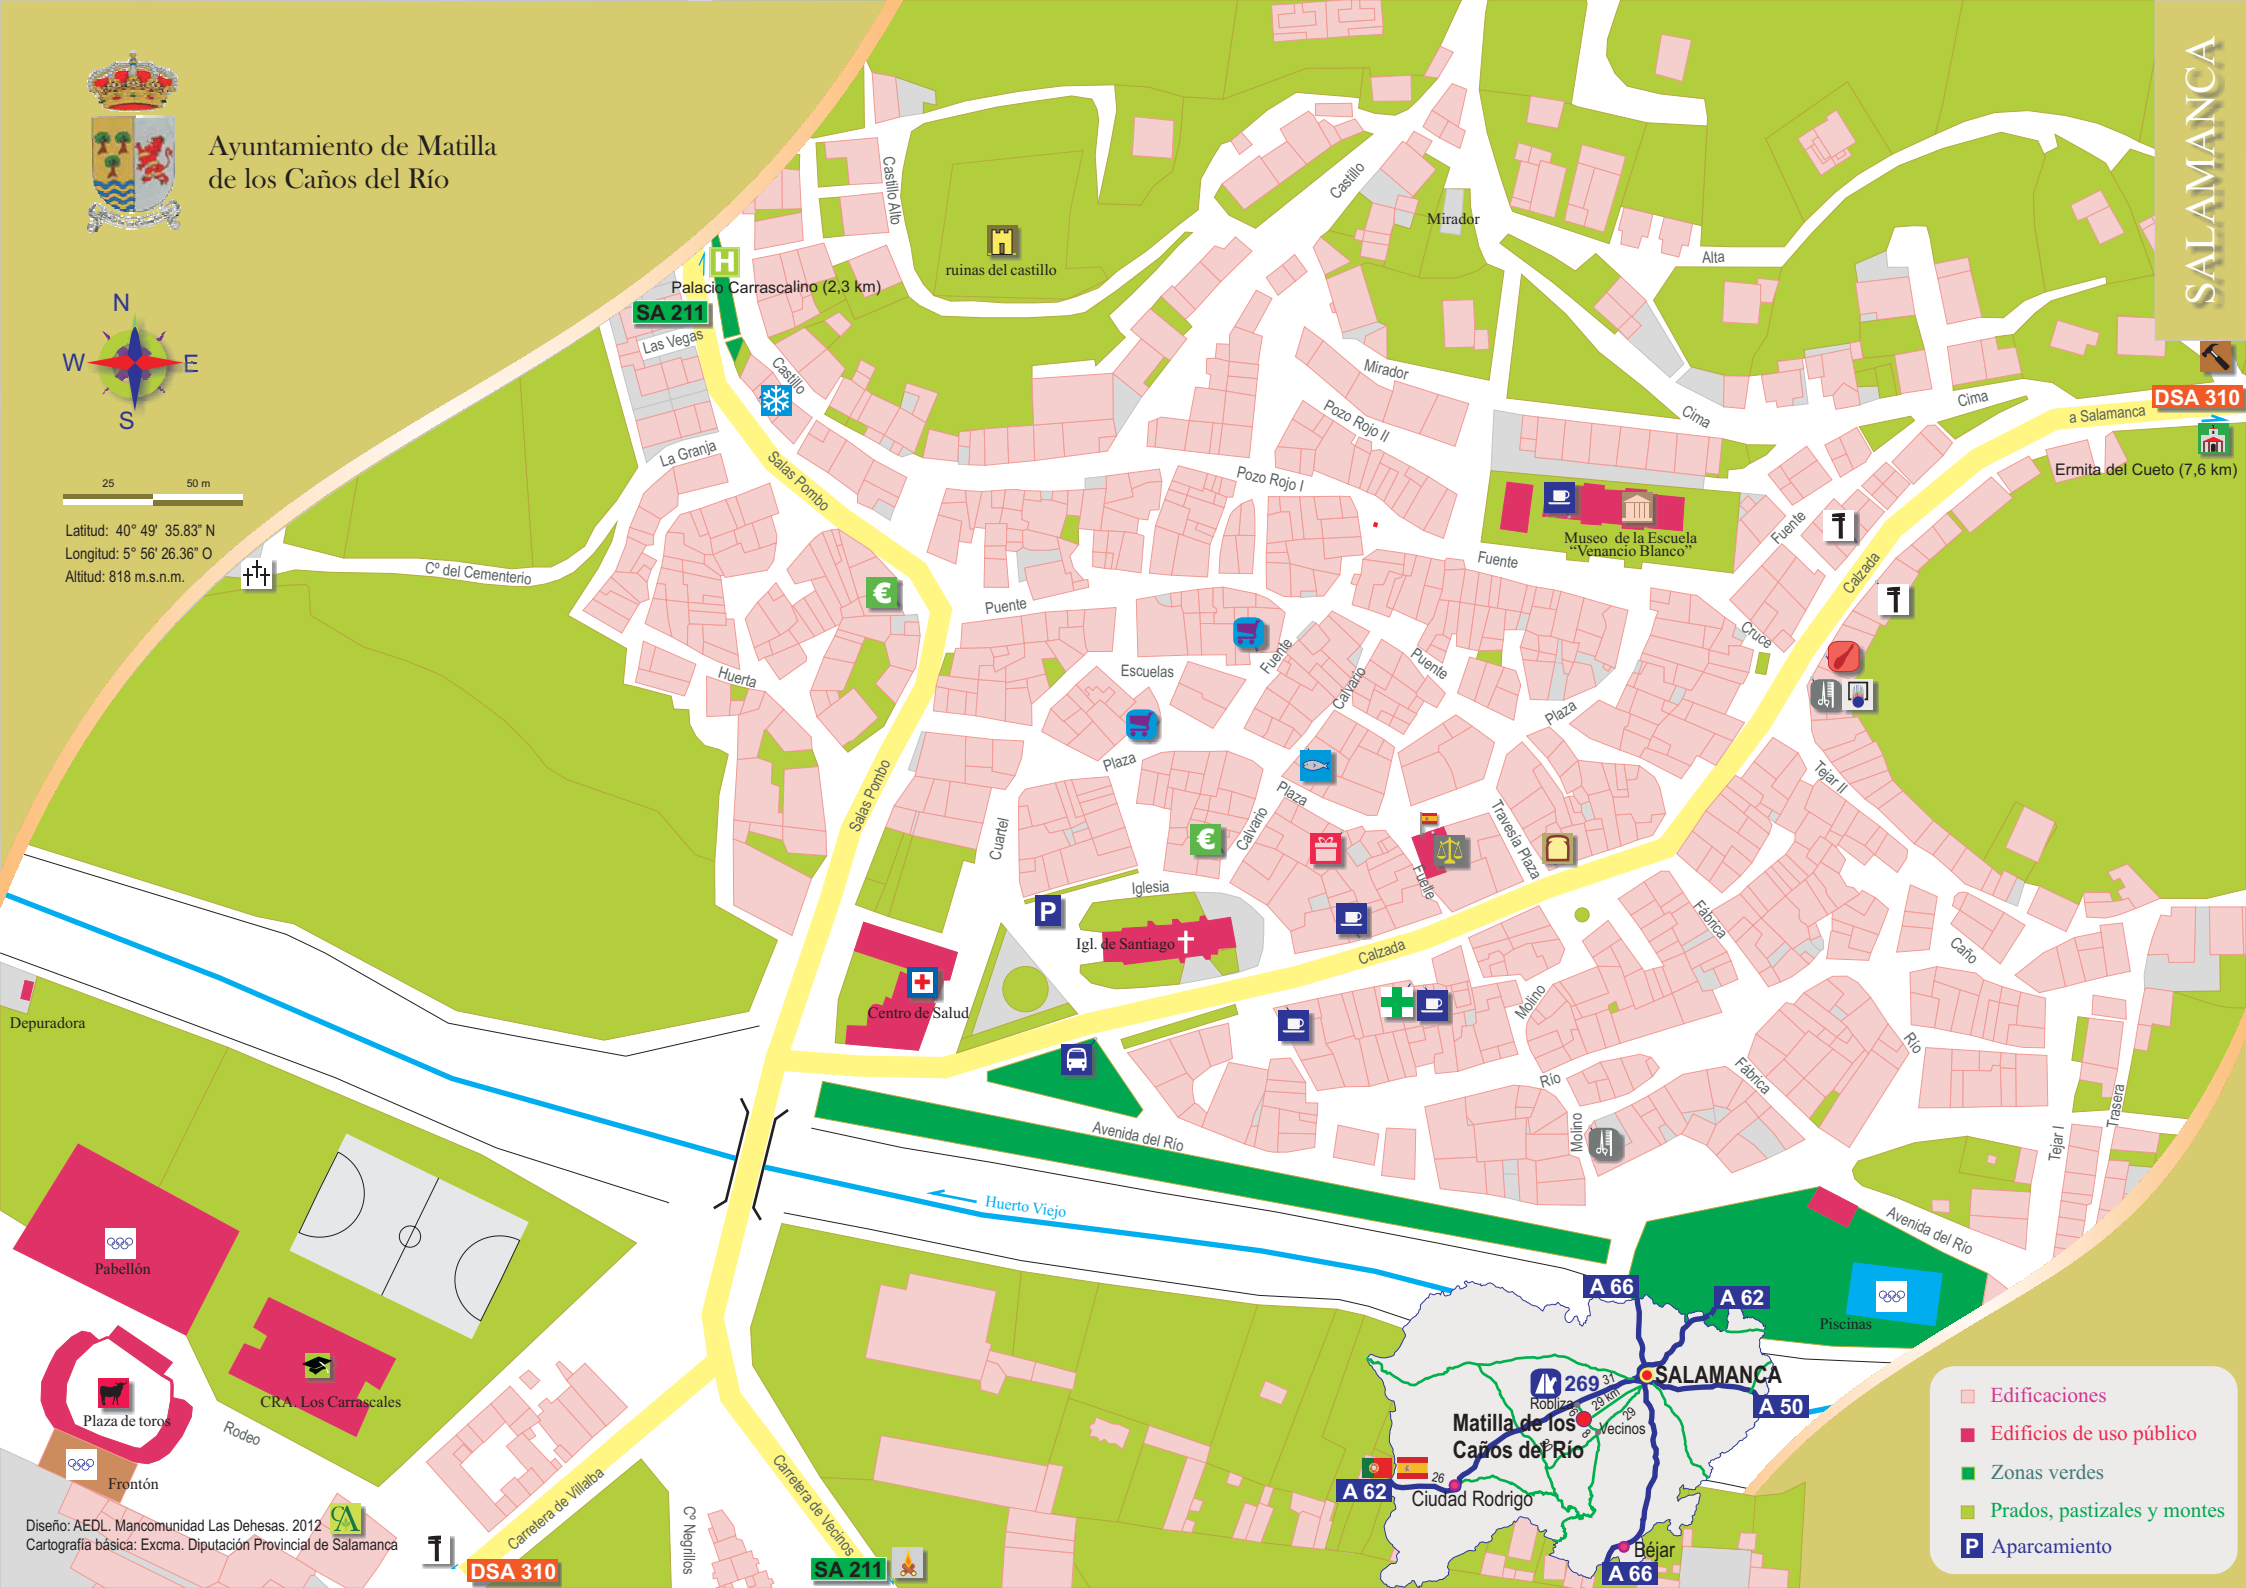 Ayuntamiento de Matilla
de los Caños del Río
SALAMANCA
N
W
E
S
25
50 m
Latitud: 40° 49' 35.83" N
Longitud: 5° 56' 26.36" O
Altitud: 818 m.s.n.m.
Castillo Alto
ruinas del castillo
Castillo
Mirador
Alta
H
Palacio Carrascalino (2,3 km)
SA 211
Las Vegas
Castillo
Mirador
Pozo Rojo II
Cima
Cima
a Salamanca
DSA 310
Ermita del Cueto (7,6 km)
La Granja
Salas Pombo
Pozo Rojo I
Museo de la Escuela
“Venancio Blanco”
Fuente
Fuente
Calzada
Cº del Cementerio
€
Puente
Escuelas
Fuente
Calvario
Puente
Cruce
Huerta
Plaza
Plaza
Plaza
Tejar II
Salas Pombo
Cuartel
€
Calvario
Travesía Plaza
Fuelle
Iglesia
P
Igl. de Santiago
Calzada
Fábrica
Caño
Centro de Salud
Molino
Río
Río
Fábrica
Depuradora
Avenida del Río
Molino
Trasera
Tejar I
Huerto Viejo
Avenida del Río
Piscinas
Pabellón
CRA. Los Carrascales
Plaza de toros
Rodeo
Frontón
Carretera de Villalba
Carretera de Vecinos
Cº Negrillos
DSA 310
SA 211
CA
Diseño: AEDL. Mancomunidad Las Dehesas. 2012
Cartografía básica: Excma. Diputación Provincial de Salamanca
A 66
A 62
SALAMANCA
269
31
29 km
Robliza
6
29
A 50
Matilla de los
Caños del Río
Vecinos
8
26
A 62
Ciudad Rodrigo
Béjar
A 66
Edificaciones
Edificios de uso público
Zonas verdes
Prados, pastizales y montes
P Aparcamiento